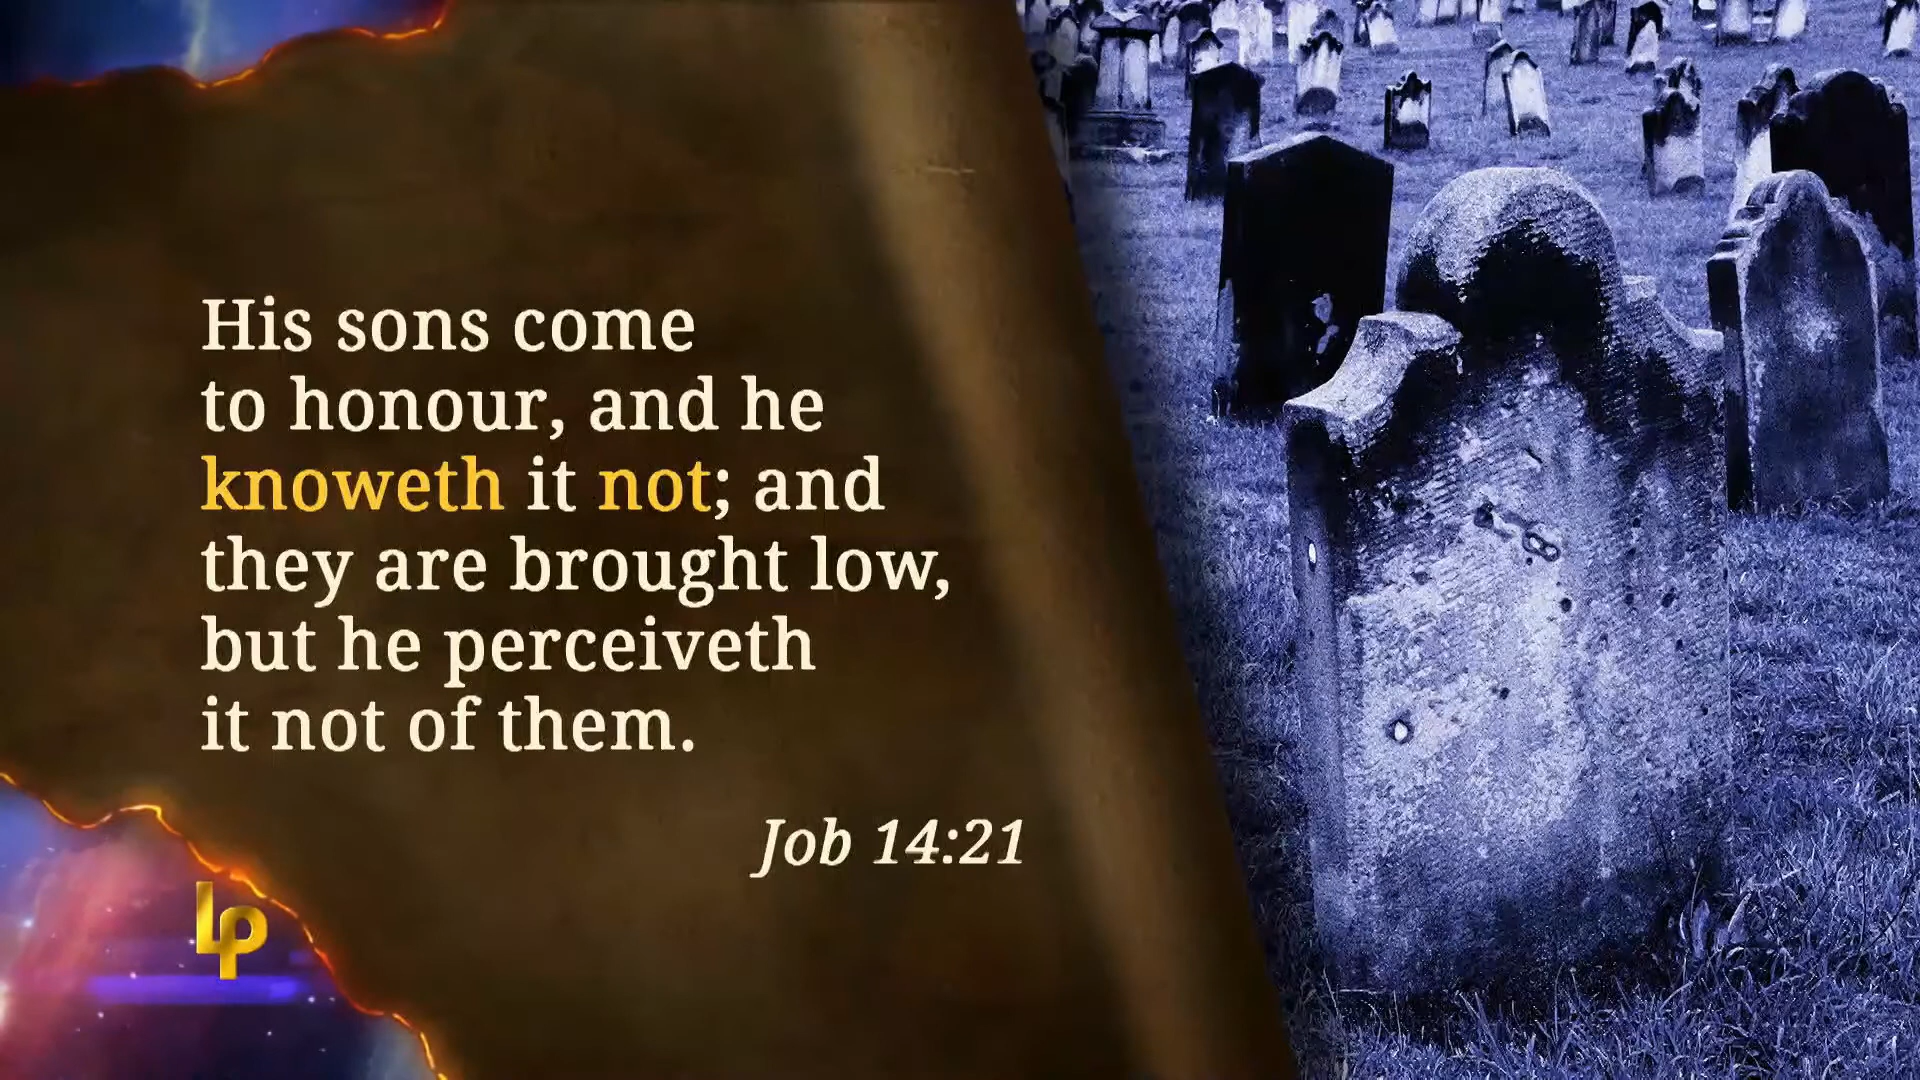 His sons come
to honour, and he
knoweth it not; and
they are brought low,
but he perceiveth
it not of them.
Job 14:21
LP